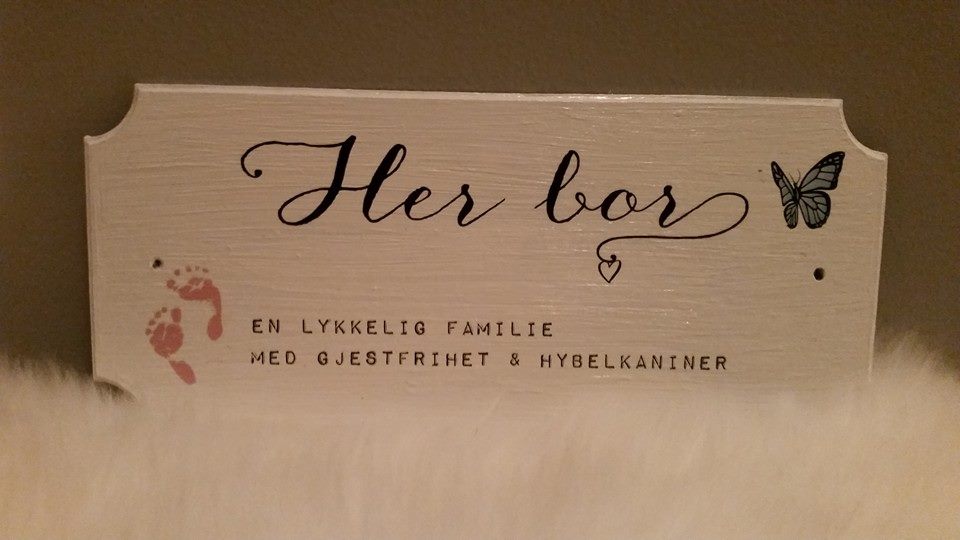 Her bor
EN LYKKELIG FAMILIE
MED GJESTFRIHET & HYBELKANINER